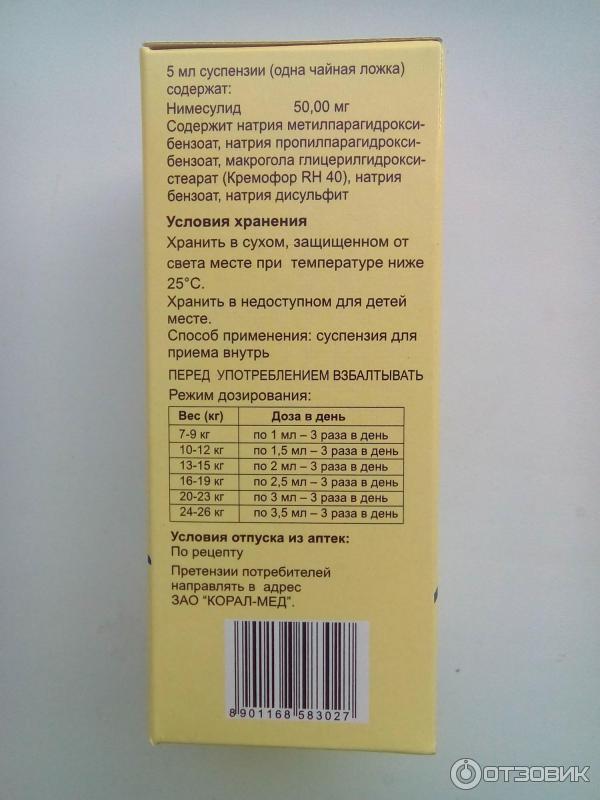 5 мл суспензии (одна чайная ложка)
содержат:
Нимесулид 50,00 мг
Содержит натрия метилпарагидрокси-
бензоат, натрия пропилпарагидрокси-
бензоат, макрогола глицерилгидрокси-
стеарат (Кремофор RH 40), натрия
бензоат, натрия дисульфит
Условия хранения
Хранить в сухом, защищенном от
света месте при температуре ниже
25°С.
Хранить в недоступном для детей
месте.
Способ применения: суспензия для
приема внутрь
ПЕРЕД УПОТРЕБЛЕНИЕМ ВЗБАЛТЫВАТЬ
Режим дозирования:
Вес (кг) Доза в день
7-9 кг по 1 мл – 3 раза в день
10-12 кг по 1,5 мл – 3 раза в день
13-15 кг по 2 мл – 3 раза в день
16-19 кг по 2,5 мл – 3 раза в день
20-23 кг по 3 мл – 3 раза в день
24-26 кг по 3,5 мл – 3 раза в день
Условия отпуска из аптек:
По рецепту
Претензии потребителей
направлять в адрес
ЗАО "КОРАЛ-МЕД".
8 901168 583027
ОТЗОВИК